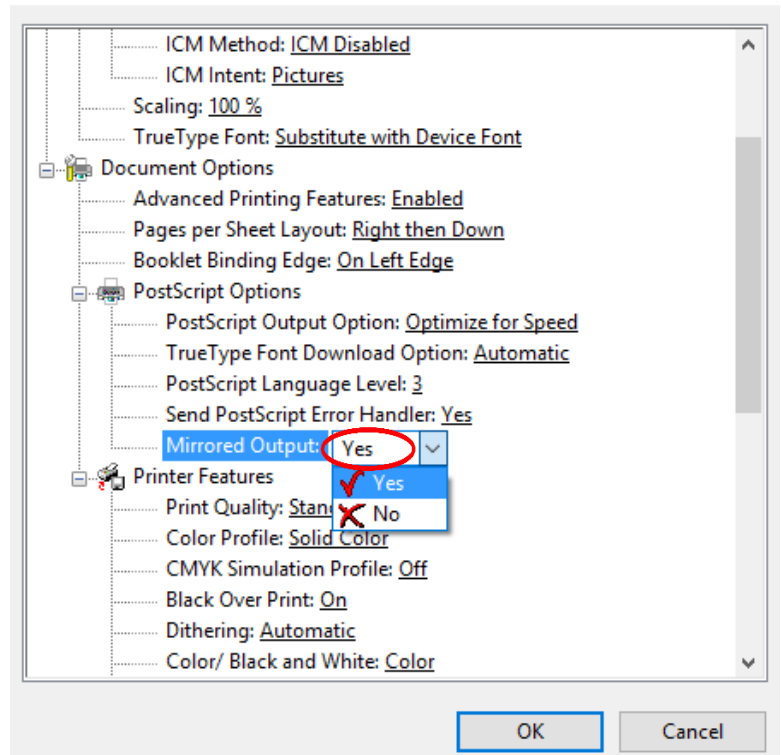 ICM Method: ICM Disabled
ICM Intent: Pictures
Scaling: 100 %
TrueType Font: Substitute with Device Font
Document Options
Advanced Printing Features: Enabled
Pages per Sheet Layout: Right then Down
Booklet Binding Edge: On Left Edge
PostScript Options
PostScript Output Option: Optimize for Speed
TrueType Font Download Option: Automatic
PostScript Language Level: 3
Send PostScript Error Handler: Yes
Mirrored Output: Yes
Printer Features
Yes
Print Quality:
No
Color Profile: Solid Color
CMYK Simulation Profile: Off
Black Over Print: On
Dithering: Automatic
Color/ Black and White: Color
OK Cancel